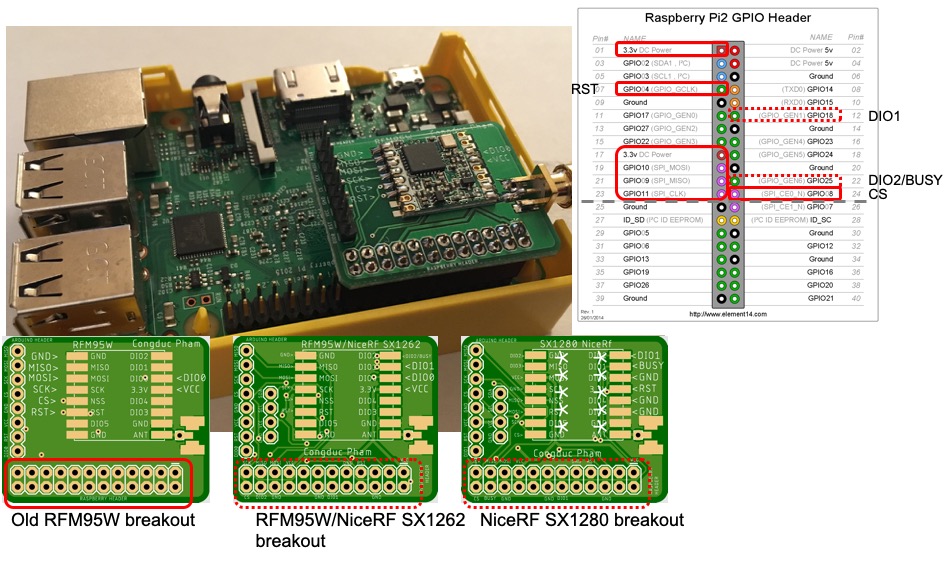 Raspberry Pi2 GPIO Header
Pin# NAME NAME Pin#
01 3.3v DC Power DC Power 5v 02
03 GPIO02 (SDA1 , I²C) DC Power 5v 04
05 GPIO03 (SCL1 , I²C) Ground 06
RST
07 GPIO04 (GPIO_GCLK) (TXD0) GPIO14 08
09 Ground (RXD0) GPIO15 10
11 GPIO17 (GPIO_GEN0) (GPIO_GEN1) GPIO18 12 DIO1
13 GPIO27 (GPIO_GEN2) Ground 14
15 GPIO22 (GPIO_GEN3) (GPIO_GEN4) GPIO23 16
17 3.3v DC Power (GPIO_GEN5) GPIO24 18
19 GPIO10 (SPI_MOSI) Ground 20
21 GPIO09 (SPI_MISO) (GPIO_GEN6) GPIO25 22 DIO2/BUSY
23 GPIO11 (SPI_CLK) (SPI_CE0_N) GPIO08 24 CS
25 Ground (SPI_CE1_N) GPIO07 26
27 ID_SD (I²C ID EEPROM) (I²C ID EEPROM) ID_SC 28
29 GPIO05 Ground 30
31 GPIO06 GPIO12 32
33 GPIO13 Ground 34
35 GPIO19 GPIO16 36
37 GPIO26 GPIO20 38
39 Ground GPIO21 40
Rev. 1
26/01/2014
http://www.element14.com
GND>
MOSI>
<DIO0
<VCC
RASPBERRY HEADER
ARDUINO HEADER
RFM95W Congduc Pham
GND> GND DIO2
MISO> MISO DIO1
MOSI> MOSI DIO0 <DIO0
SCK> SCK 3.3v <VCC
CS> NSS DIO4
RST> RST DIO3
DIO5 GND
GND ANT
RASPBERRY HEADER
Old RFM95W breakout
ARDUINO HEADER
RFM95W/NiceRF SX1262
GND DIO2 <DIO2/BUSY
MISO DIO1 <DIO1
MOSI DIO0 <DIO0
SCK 3.3v <VCC
NSS DIO4
RST DIO3
DIO5 GND
GND ANT
Congduc Pham
RFM95W/NiceRF SX1262
breakout
ARDUINO HEADER
SX1280 NiceRf
<DIO1
<BUSY
<GND
<RST
<GND
<GND
Congduc Pham
NiceRF SX1280 breakout